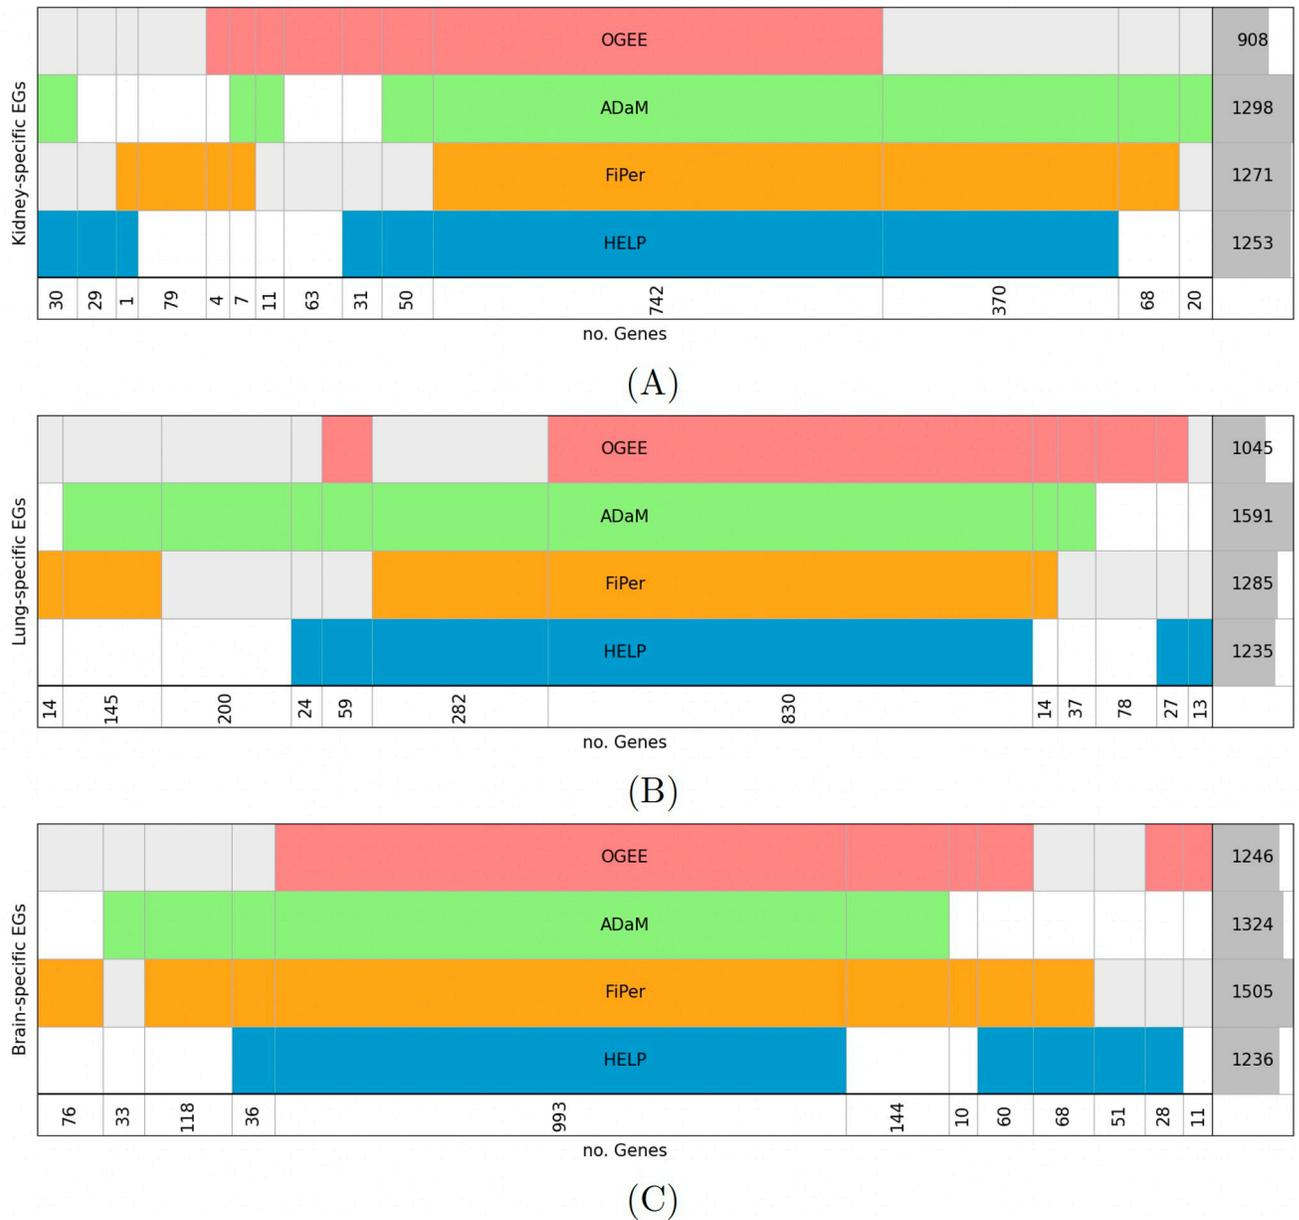 Kidney-specific EGs
OGEE 908
ADaM 1298
FiPer 1271
HELP 1253
30 29 1 79 4 7 11 63 31 50 742 370 68 20
no. Genes
(A)
Lung-specific EGs
OGEE 1045
ADaM 1591
FiPer 1285
HELP 1235
14 145 200 24 59 282 830 14 37 78 27 13
no. Genes
(B)
Brain-specific EGs
OGEE 1246
ADaM 1324
FiPer 1505
HELP 1236
76 33 118 36 993 144 10 60 68 51 28 11
no. Genes
(C)